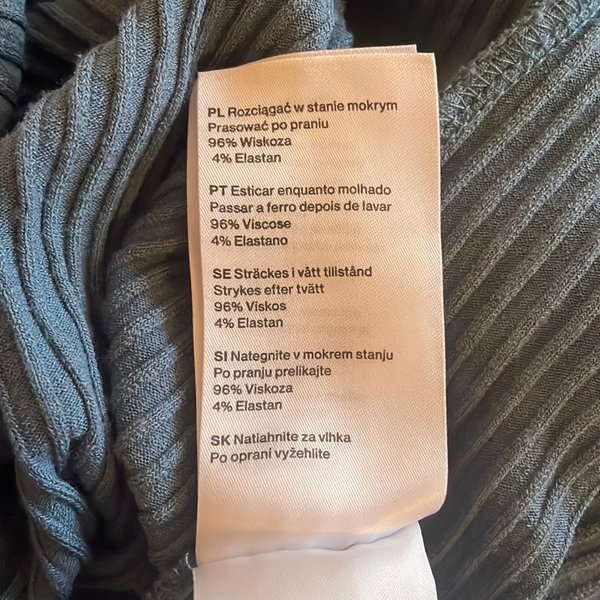 PL Rozciągać w stanie mokrym
Prasować po praniu
96% Wiskoza
4% Elastan
PT Esticar enquanto molhado
Passar a ferro depois de lavar
96% Viscose
4% Elastano
SE Sträckes i vått tillstånd
Strykes efter tvätt
96% Viskos
4% Elastan
SI Nategnite v mokrem stanju
Po pranju prelikajte
96% Viskoza
4% Elastan
SK Natiahnite za vlhka
Po opraní vyžehlite